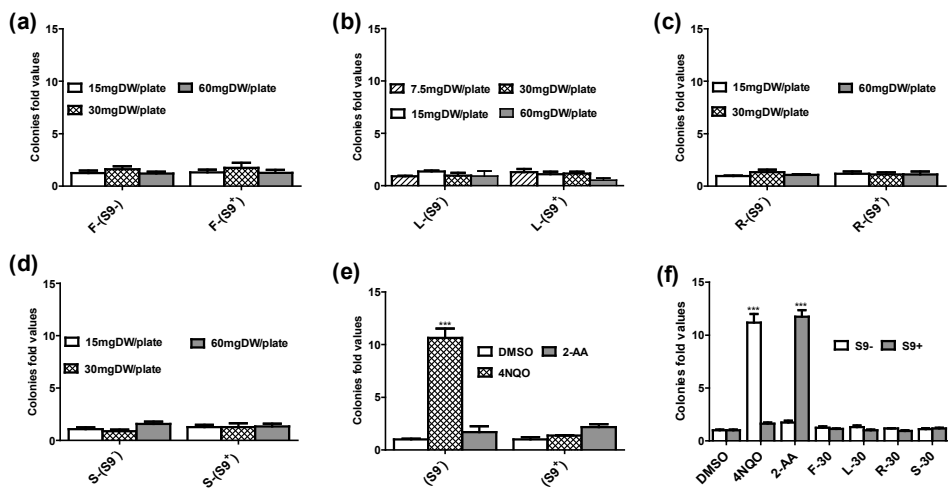 (a)
Colonies fold values
15
10
5
0
15mgDW/plate
60mgDW/plate
30mgDW/plate
F-(S9-)
F-(S9+)
(b)
Colonies fold values
15
10
5
0
7.5mgDW/plate
30mgDW/plate
15mgDW/plate
60mgDW/plate
L-(S9-)
L-(S9+)
(c)
Colonies fold values
15
10
5
0
15mgDW/plate
60mgDW/plate
30mgDW/plate
R-(S9-)
R-(S9+)
(d)
Colonies fold values
15
10
5
0
15mgDW/plate
60mgDW/plate
30mgDW/plate
S-(S9-)
S-(S9+)
(e)
Colonies fold values
15
10
5
0
***
DMSO
2-AA
4NQO
(S9-)
(S9+)
(f)
Colonies fold values
15
10
5
0
***
***
S9-
S9+
DMSO
4NQO
2-AA
F-30
L-30
R-30
S-30